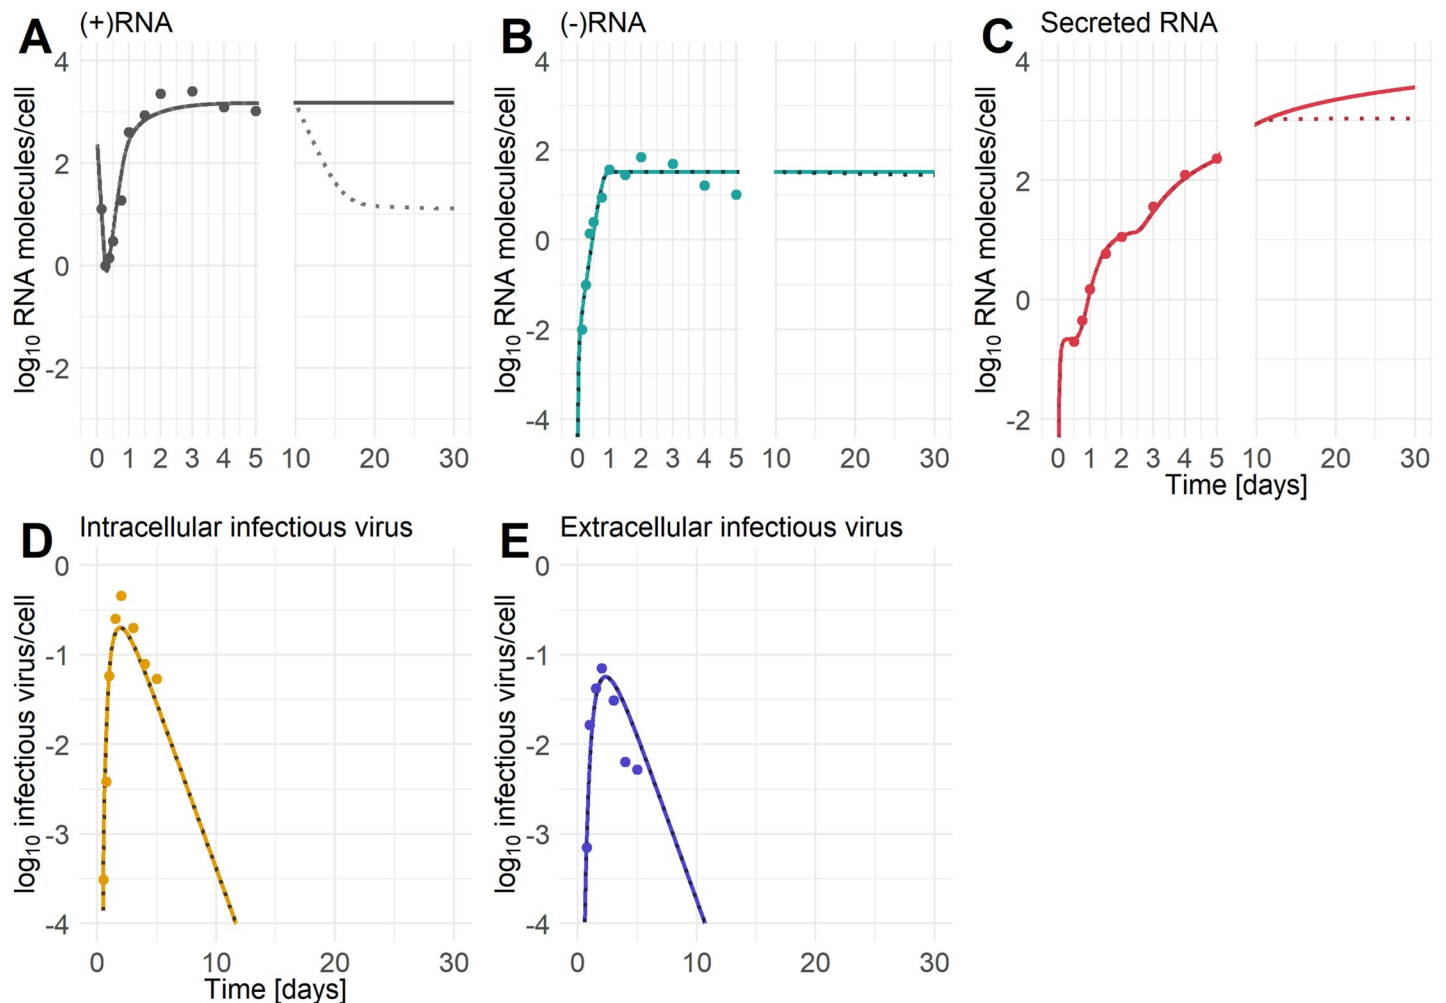 A (+)RNA
log10 RNA molecules/cell
4
2
0
-2
0 1 2 3 4 5 10 20 30
B (-)RNA
log10 RNA molecules/cell
4
2
0
-2
-4
0 1 2 3 4 5 10 20 30
C Secreted RNA
log10 RNA molecules/cell
4
2
0
-2
0 1 2 3 4 5 10 20 30
Time [days]
D Intracellular infectious virus
log10 infectious virus/cell
0
-1
-2
-3
-4
0 10 20 30
Time [days]
E Extracellular infectious virus
log10 infectious virus/cell
0
-1
-2
-3
-4
0 10 20 30